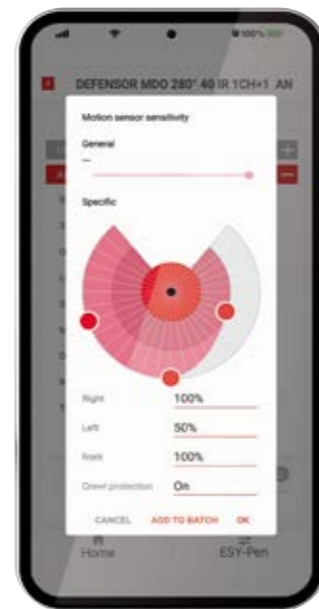 100%
DEFENSOR MDO 280° 40 IR 1CH+1 AN
Motion sensor sensitivity
General
—
Specific
Right 100%
Left 50%
Front 100%
Crawl protection On
CANCEL ADD TO BATCH OK
Home ESY-Pen